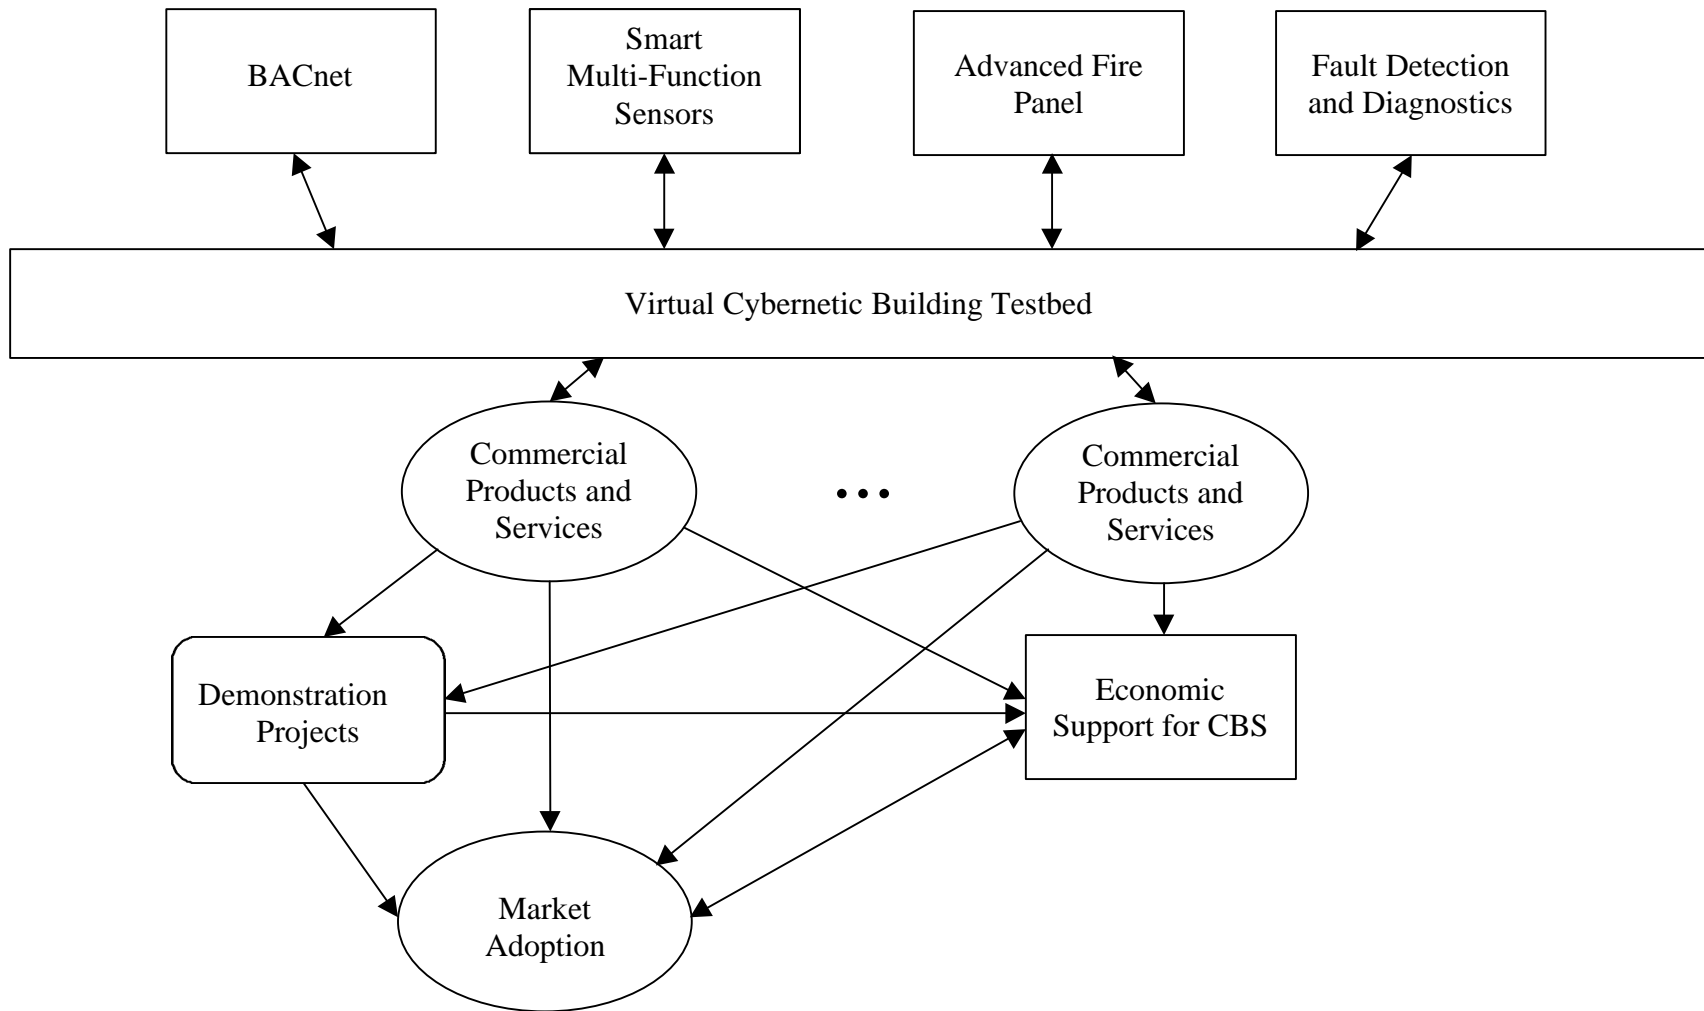 BACnet
Smart
Multi-Function
Sensors
Advanced Fire
Panel
Fault Detection
and Diagnostics
Virtual Cybernetic Building Testbed
Commercial
Products and
Services
...
Commercial
Products and
Services
Demonstration
Projects
Economic
Support for CBS
Market
Adoption